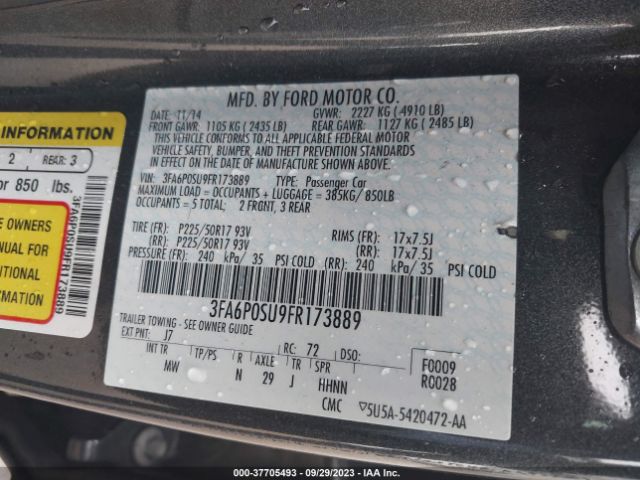 MFD. BY FORD MOTOR CO.
DATE: 11/14 GVWR: 2227 KG ( 4910 LB)
FRONT GAWR: 1105 KG ( 2435 LB) REAR GAWR: 1127 KG ( 2485 LB)
THIS VEHICLE CONFORMS TO ALL APPLICABLE FEDERAL MOTOR
VEHICLE SAFETY, BUMPER, AND THEFT PREVENTION STANDARDS
IN EFFECT ON THE DATE OF MANUFACTURE SHOWN ABOVE.
VIN: 3FA6P0SU9FR173889 TYPE: Passenger Car
MAXIMUM LOAD = OCCUPANTS + LUGGAGE = 385KG/ 850LB
OCCUPANTS = 5 TOTAL, 2 FRONT, 3 REAR
TIRE (FR): P225/50R17 93V RIMS (FR): 17x7.5J
(RR): P225/50R17 93V (RR): 17x7.5J
PRESSURE (FR): 240 kPa/ 35 PSI COLD (RR): 240 kPa/ 35 PSI COLD
3FA6P0SU9FR173889
TRAILER TOWING - SEE OWNER GUIDE
EXT PNT: J7 RC: 72 DSO:
INT TR TP/PS R AXLE TR SPR F0009
MW N 29 J HHNN R0028
CMC 5U5A-5420472-AA
INFORMATION
2 REAR: 3
or 850 lbs.
E OWNERS
NUAL FOR
DITIONAL
RMATION
3FA6P0SU9FR173889
000-37705493 - 09/29/2023 - IAA Inc.